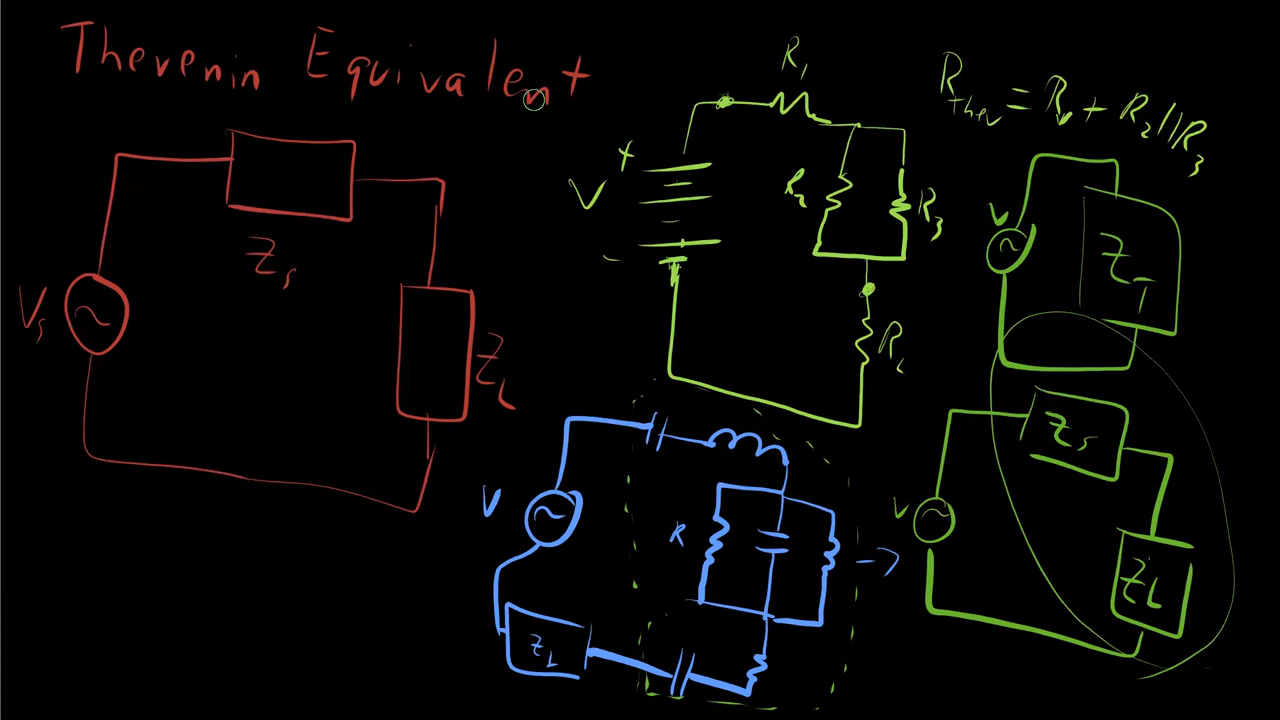 Thevenin Equivalent
Vs
Zs
ZL
V
+
-
R1
R2
R3
RL
Rthev = R1 + R2//R3
V
ZT
V
Zs
ZL
V
R
ZL